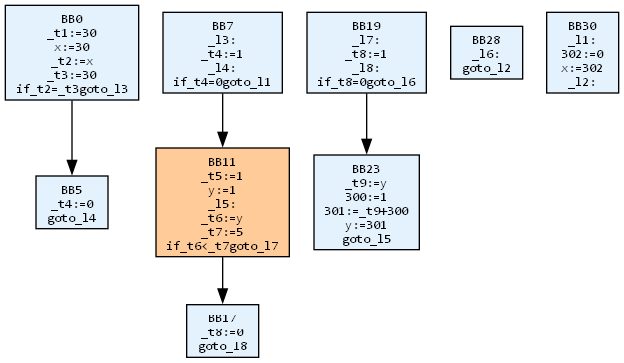 BB0
_t1:=30
x:=30
_t2:=x
_t3:=30
if_t2=_t3goto_l3
BB7
_l3:
_t4:=1
_l4:
if_t4=0goto_l1
BB19
_l7:
_t8:=1
_l8:
if_t8=0goto_l6
BB28
_l6:
goto_l2
BB30
_l1:
302:=0
x:=302
_l2:
BB5
_t4:=0
goto_l4
BB11
_t5:=1
y:=1
_l5:
_t6:=y
_t7:=5
if_t6<_t7goto_l7
BB23
_t9:=y
300:=1
301:=_t9+300
y:=301
goto_l5
BB17
_t8:=0
goto_l8